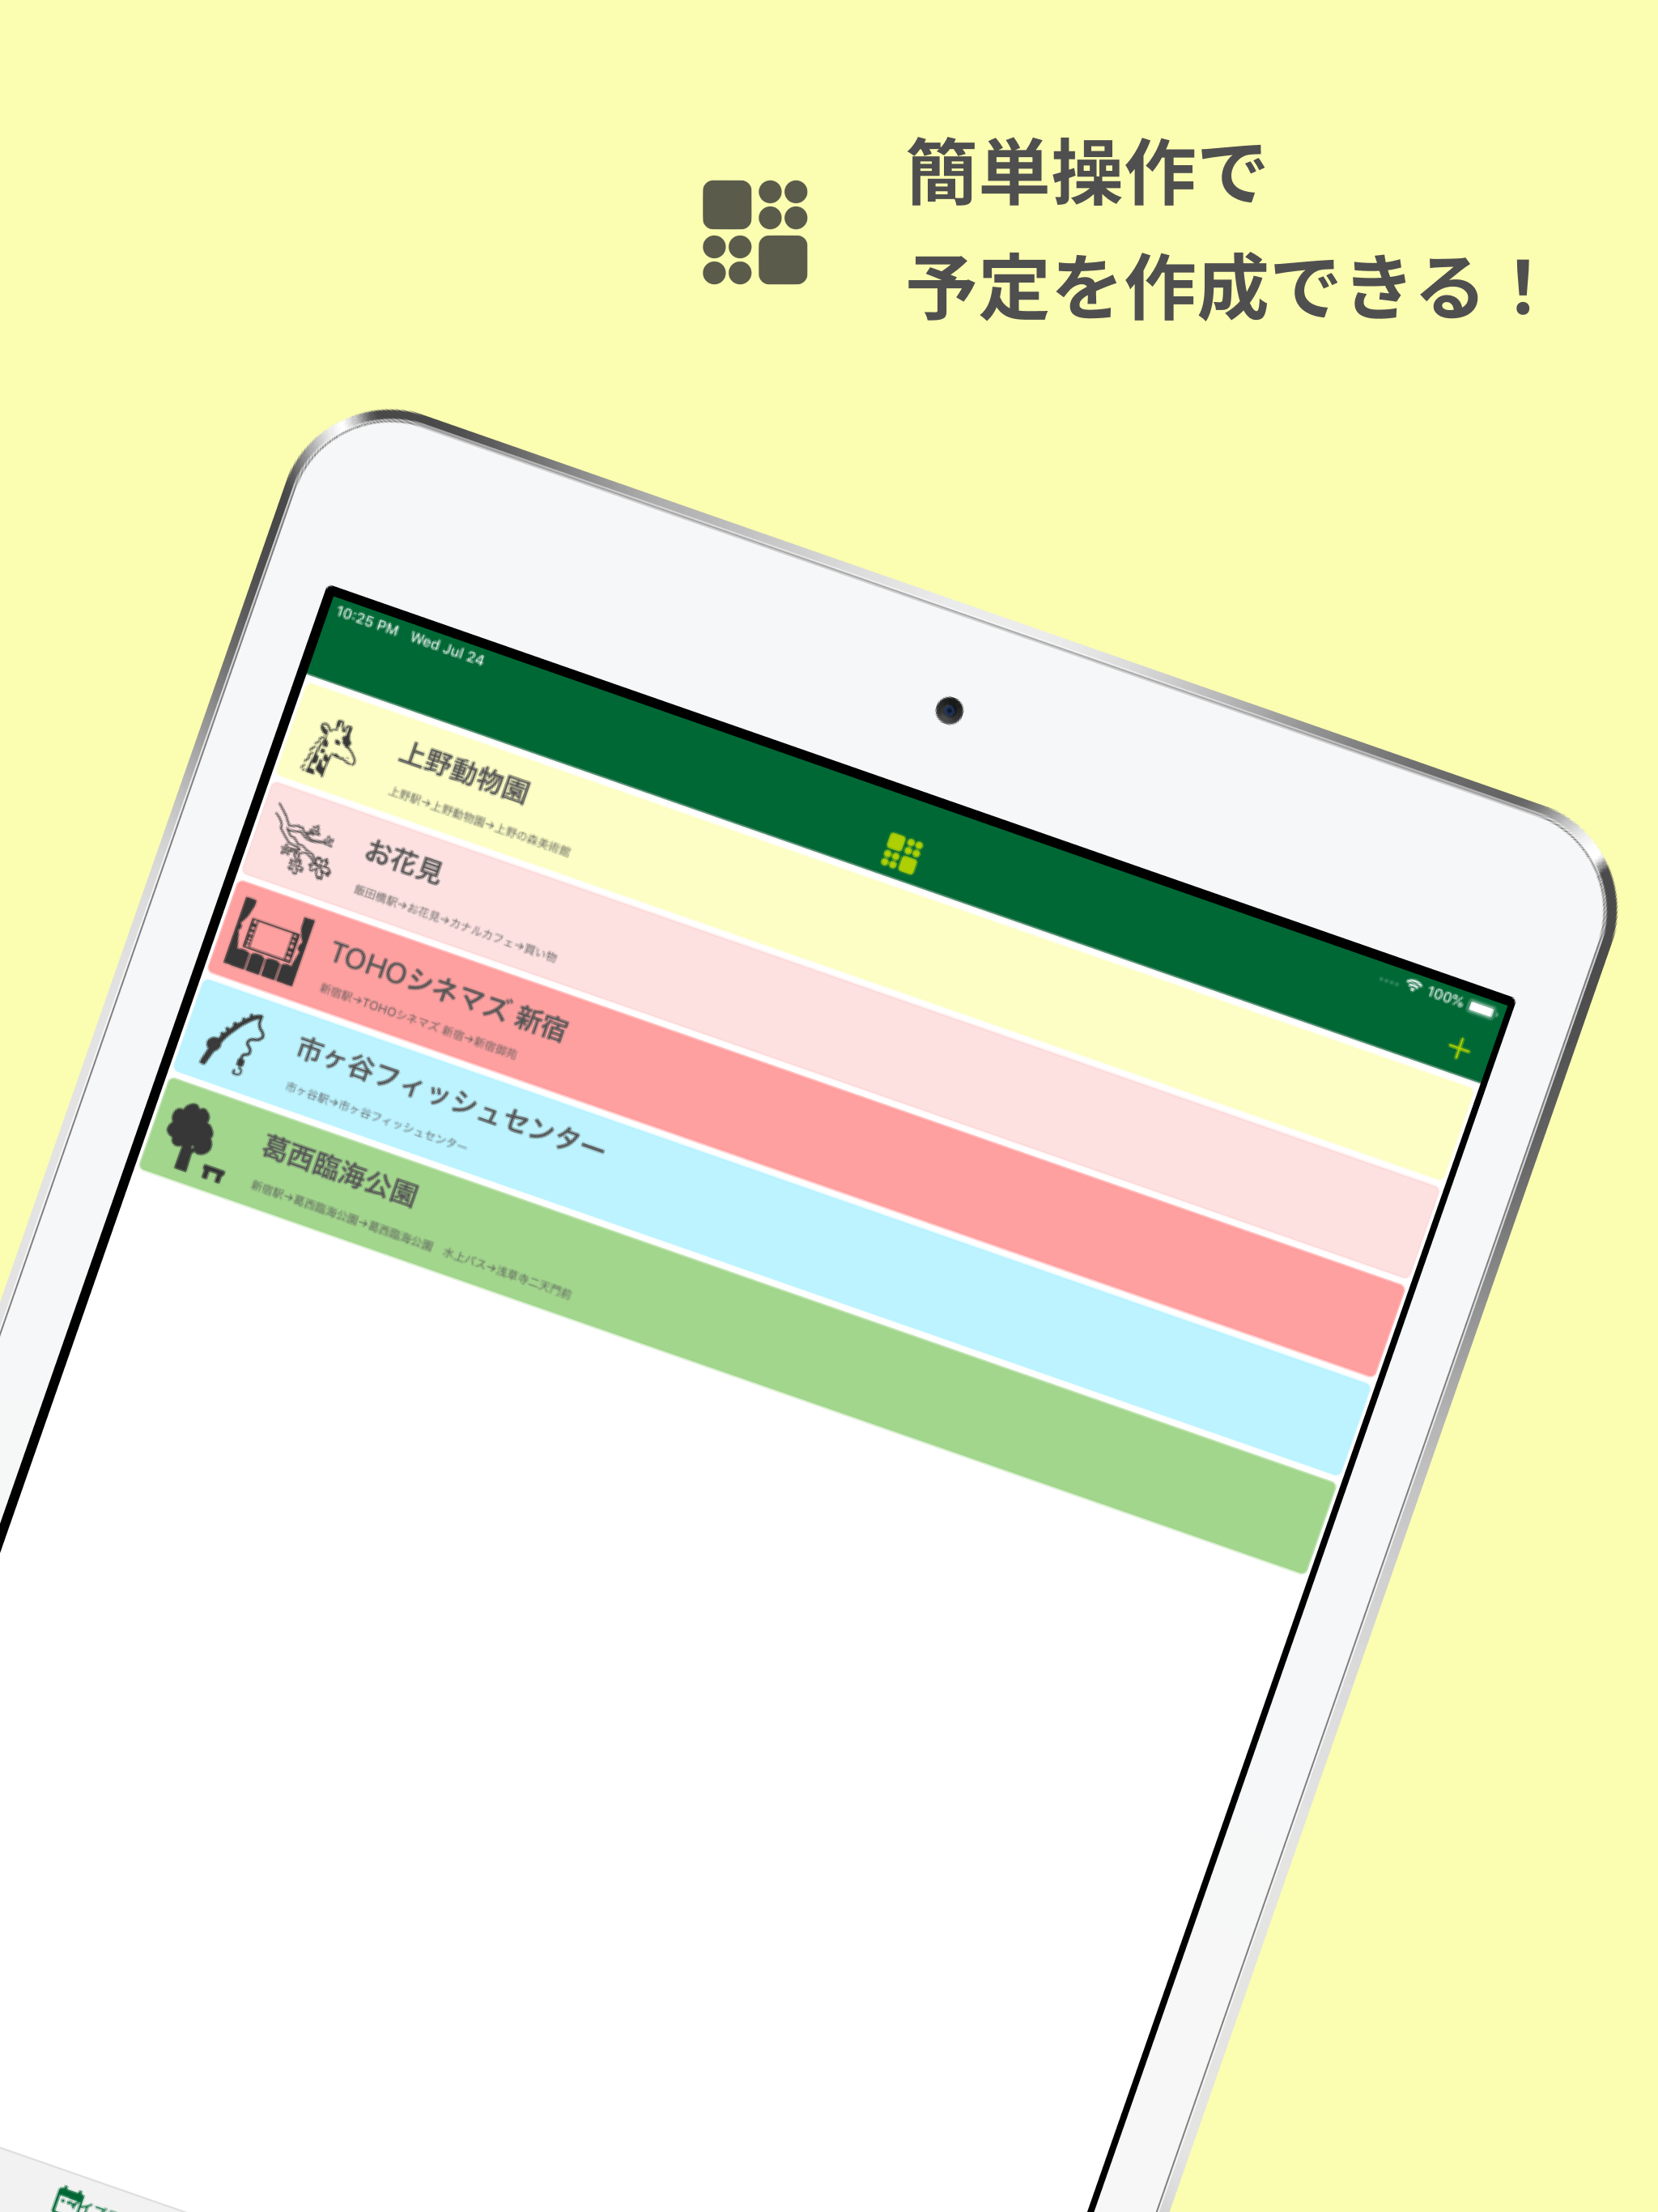 簡単操作で
予定を作成できる！
10:25 PM Wed Jul 24
100%
上野動物園
上野駅→上野動物園→上野の森美術館
お花見
飯田橋駅→お花見→カナルカフェ→買い物
TOHOシネマズ 新宿
新宿駅→TOHOシネマズ 新宿→新宿御苑
市ヶ谷フィッシュセンター
市ヶ谷駅→市ヶ谷フィッシュセンター
葛西臨海公園
新宿駅→葛西臨海公園→葛西臨海公園　水上バス→浅草寺二天門前